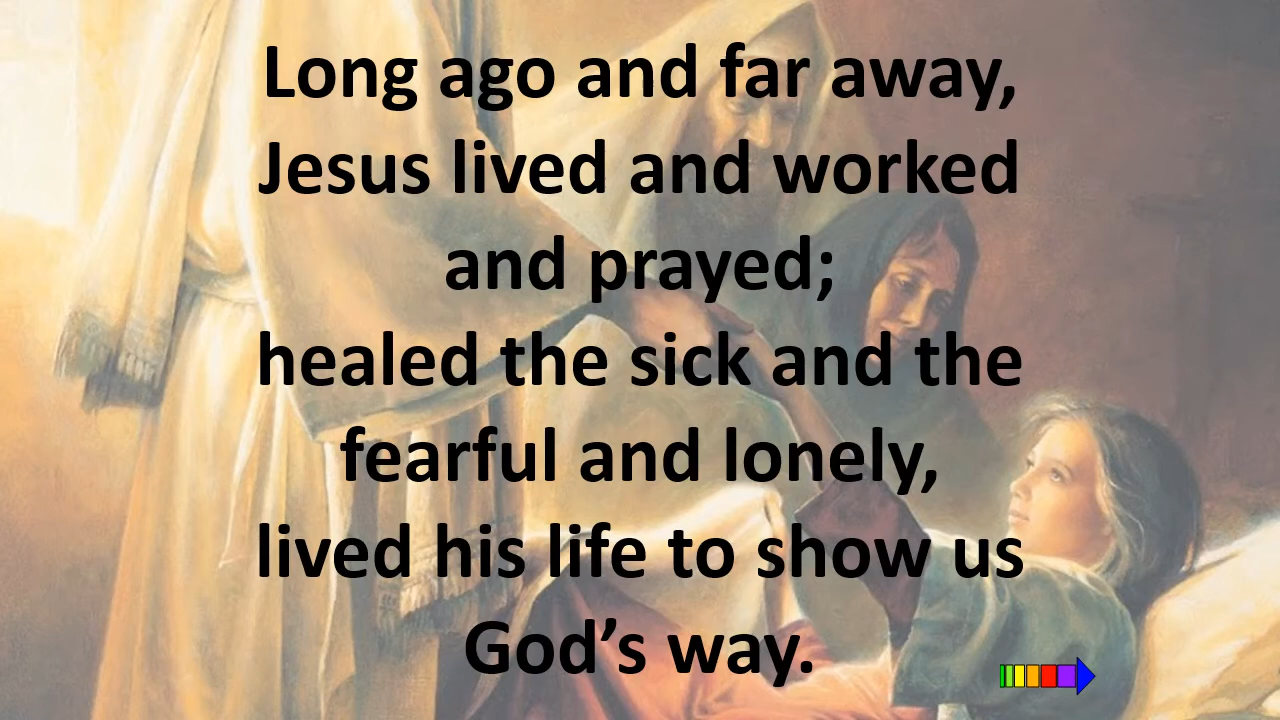 Long ago and far away,
Jesus lived and worked
and prayed;
healed the sick and the
fearful and lonely,
lived his life to show us
God’s way.